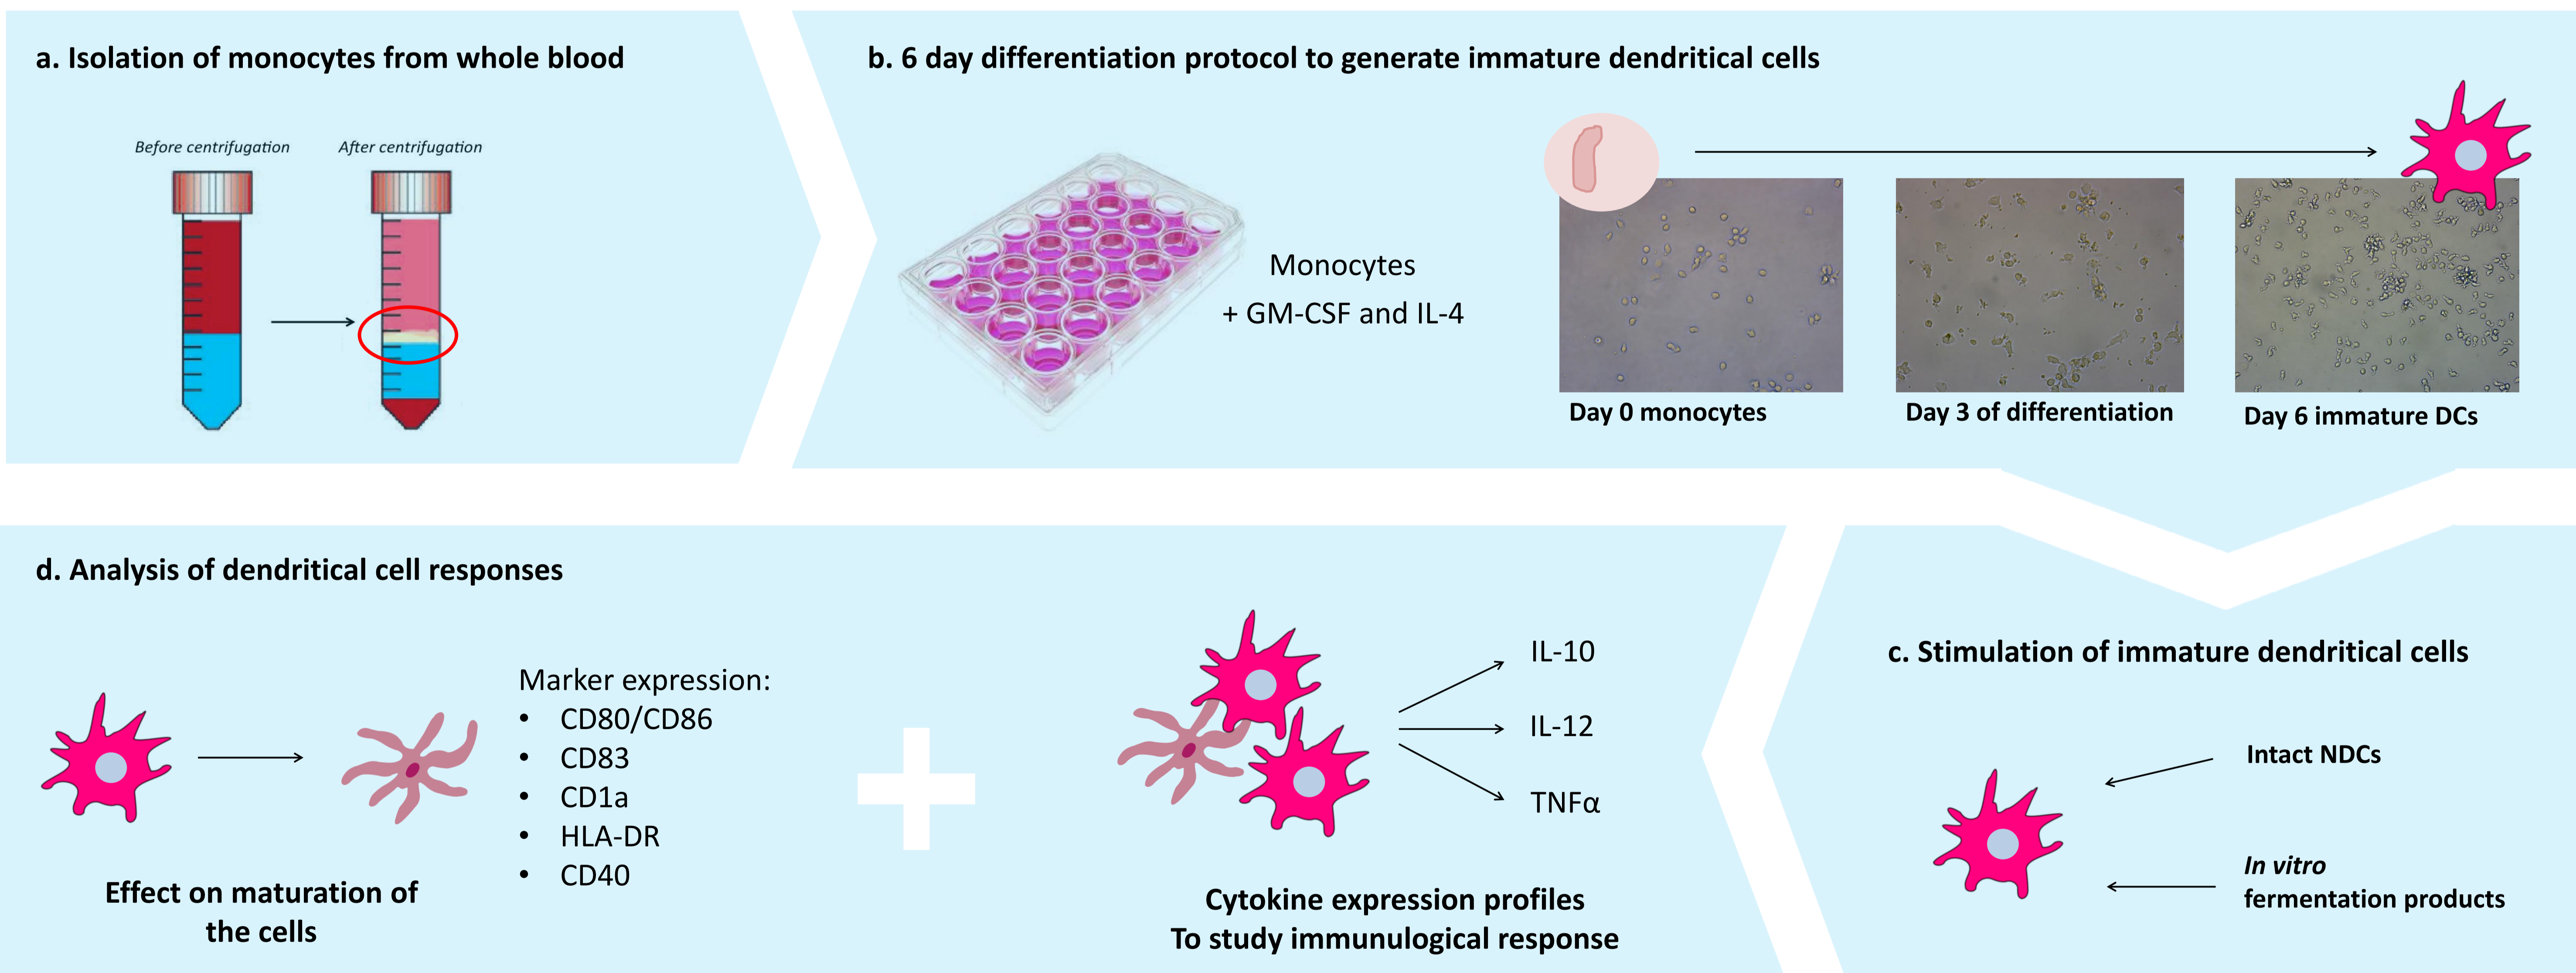 a. Isolation of monocytes from whole blood
Before centrifugation
After centrifugation
b. 6 day differentiation protocol to generate immature dendritical cells
Monocytes
+ GM-CSF and IL-4
Day 0 monocytes
Day 3 of differentiation
Day 6 immature DCs
c. Stimulation of immature dendritical cells
Intact NDCs
In vitro
fermentation products
d. Analysis of dendritical cell responses
Effect on maturation of
the cells
Marker expression:
• CD80/CD86
• CD83
• CD1a
• HLA-DR
• CD40
IL-10
IL-12
TNFα
Cytokine expression profiles
To study immunulogical response